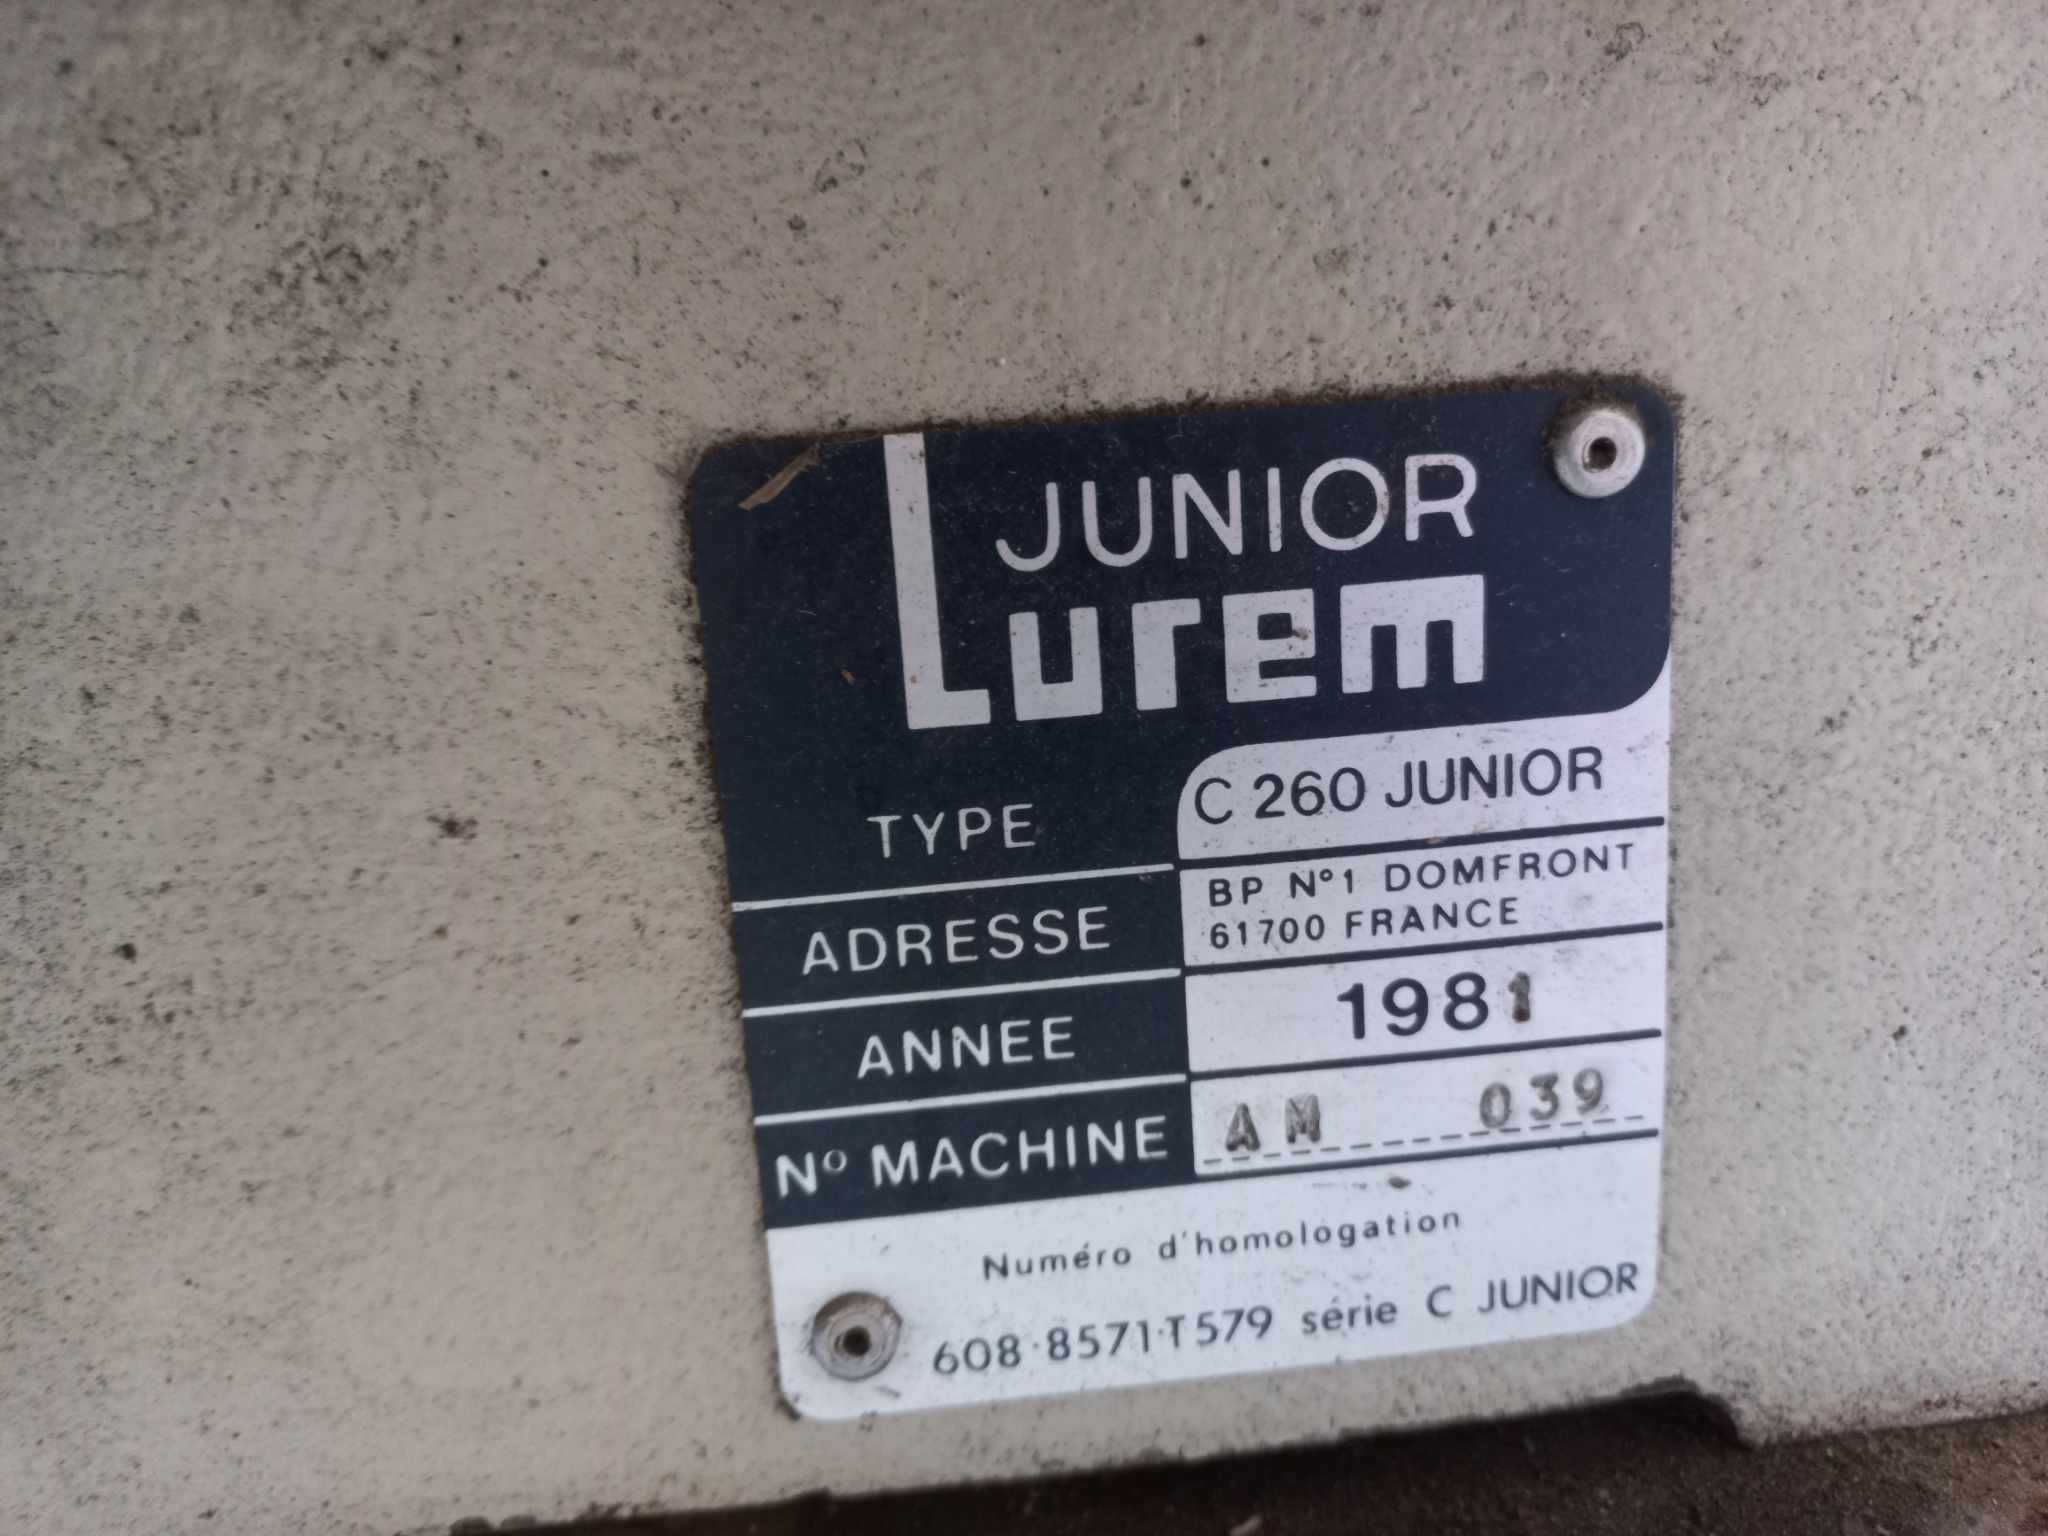 JUNIOR
Lurem
TYPE C 260 JUNIOR
ADRESSE BP N°1 DOMFRONT
61700 FRANCE
ANNEE 1981
N° MACHINE AM 039
Numéro d'homologation
608·8571·T579 série C JUNIOR